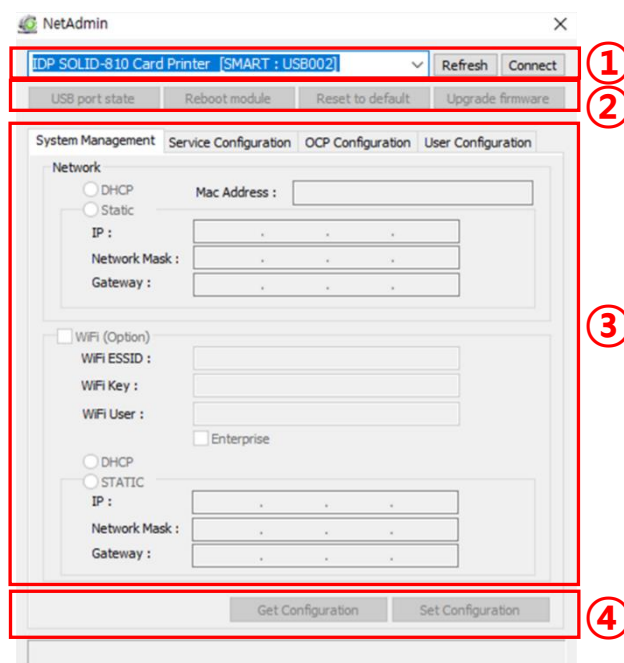 NetAdmin
IDP SOLID-810 Card Printer [SMART : USB002] Refresh Connect ①
USB port state Reboot module Reset to default Upgrade firmware ②
System Management Service Configuration OCP Configuration User Configuration
Network
DHCP Mac Address :
Static
IP : . . .
Network Mask : . . .
Gateway : . . .
③
WiFi (Option)
WiFi ESSID :
WiFi Key :
WiFi User :
Enterprise
DHCP
STATIC
IP : . . .
Network Mask : . . .
Gateway : . . .
Get Configuration Set Configuration ④